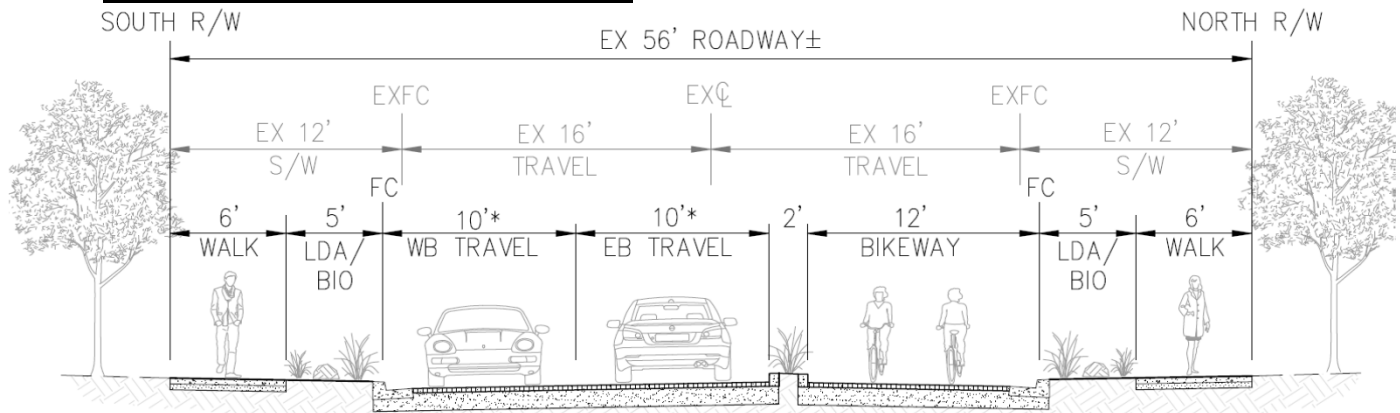 SOUTH R/W
NORTH R/W
EX 56' ROADWAY±
EXFC
EX℄
EXFC
EX 12'
S/W
EX 16'
TRAVEL
EX 16'
TRAVEL
EX 12'
S/W
FC
FC
6'
WALK
5'
LDA/
BIO
10'*
WB TRAVEL
10'*
EB TRAVEL
2'
12'
BIKEWAY
5'
LDA/
BIO
6'
WALK